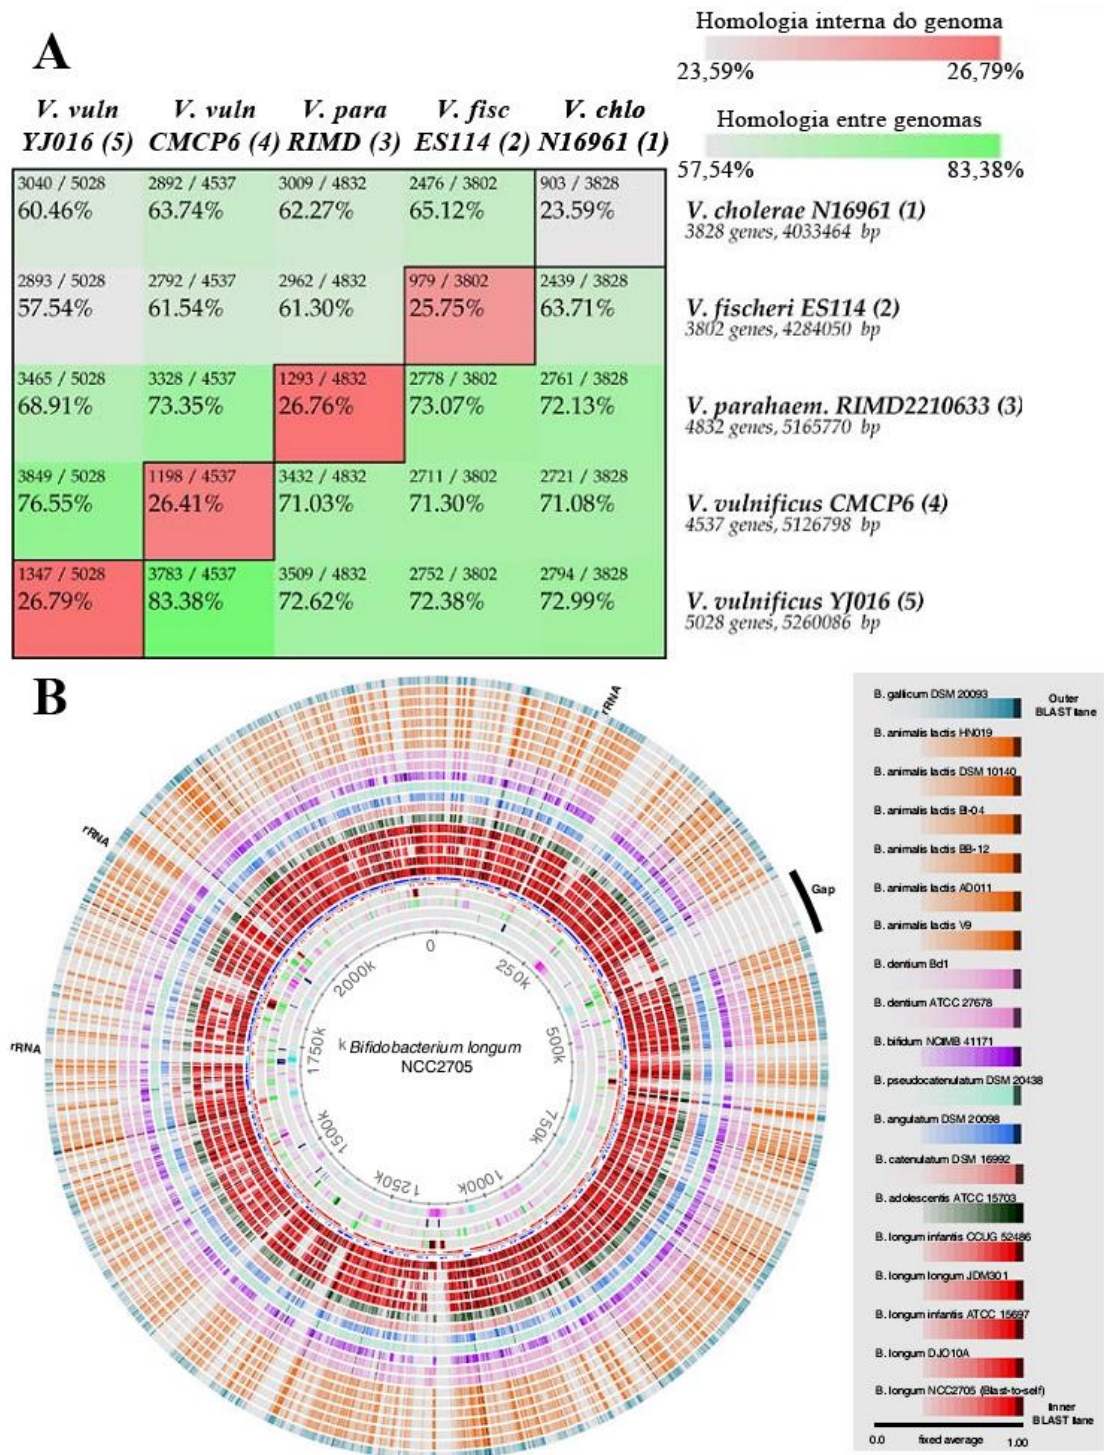 A
Homologia interna do genoma
23,59% 26,79%
Homologia entre genomas
57,54% 83,38%
V. vuln V. vuln V. para V. fisc V. chlo
YJ016 (5) CMCP6 (4) RIMD (3) ES114 (2) N16961 (1)
3040 / 5028 2892 / 4537 3009 / 4832 2476 / 3802 903 / 3828
60.46% 63.74% 62.27% 65.12% 23.59%
V. cholerae N16961 (1)
3828 genes, 4033464 bp
2893 / 5028 2792 / 4537 2962 / 4832 979 / 3802 2439 / 3828
57.54% 61.54% 61.30% 25.75% 63.71%
V. fischeri ES114 (2)
3802 genes, 4284050 bp
3465 / 5028 3328 / 4537 1293 / 4832 2778 / 3802 2761 / 3828
68.91% 73.35% 26.76% 73.07% 72.13%
V. parahaem. RIMD2210633 (3)
4832 genes, 5165770 bp
3849 / 5028 1198 / 4537 3432 / 4832 2711 / 3802 2721 / 3828
76.55% 26.41% 71.03% 71.30% 71.08%
V. vulnificus CMCP6 (4)
4537 genes, 5126798 bp
1347 / 5028 3783 / 4537 3509 / 4832 2752 / 3802 2794 / 3828
26.79% 83.38% 72.62% 72.38% 72.99%
V. vulnificus YJ016 (5)
5028 genes, 5260086 bp
B
rRNA
rRNA
rRNA
Gap
0
250k
500k
750k
1000k
1250k
1500k
1750k
2000k
k Bifidobacterium longum
NCC2705
B. gallicum DSM 20093
Outer
BLAST lane
B. animalis lactis HN019
B. animalis lactis DSM 10140
B. animalis lactis Bl-04
B. animalis lactis BB-12
B. animalis lactis AD011
B. animalis lactis V9
B. dentium Bd1
B. dentium ATCC 27678
B. bifidum NCIMB 41171
B. pseudocatenulatum DSM 20438
B. angulatum DSM 20098
B. catenulatum DSM 16992
B. adolescentis ATCC 15703
B. longum infantis CCUG 52486
B. longum longum JDM301
B. longum infantis ATCC 15697
B. longum DJO10A
B. longum NCC2705 (Blast-to-self)
Inner
BLAST lane
0.0 fixed average 1.00